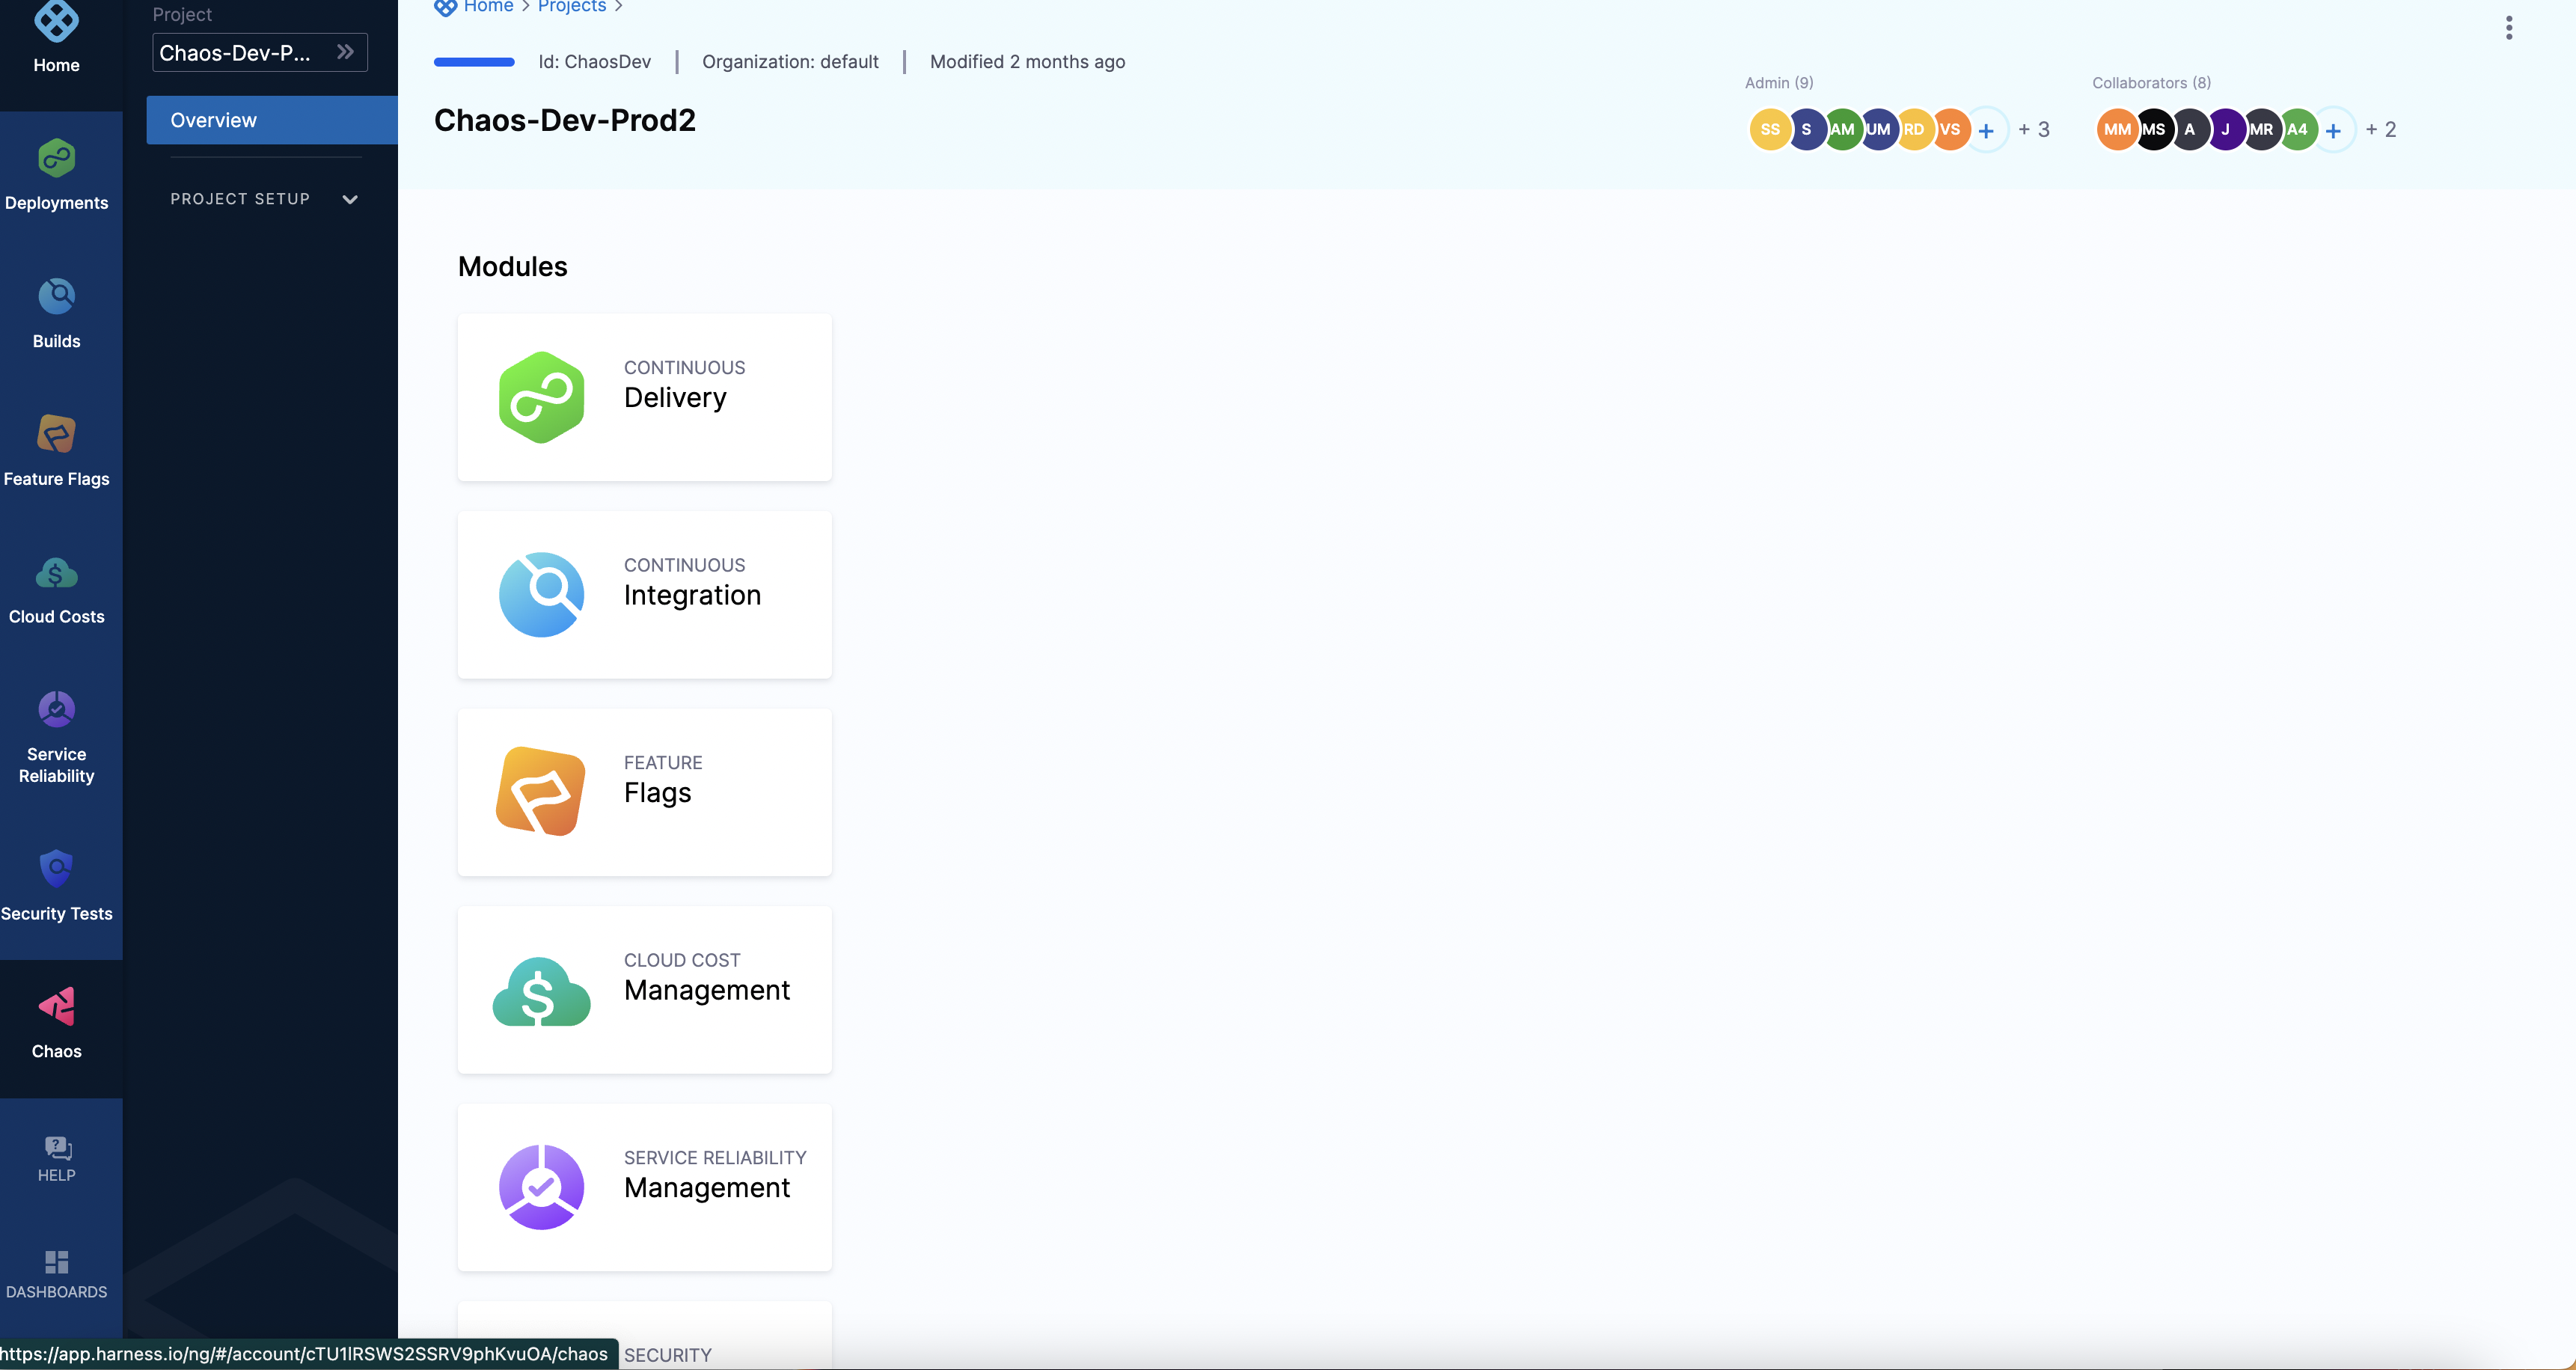 Home
Deployments
Builds
Feature Flags
Cloud Costs
Service
Reliability
Security Tests
Chaos
HELP
DASHBOARDS
Project
Chaos-Dev-P...
Overview
PROJECT SETUP
Home > Projects >
Id: ChaosDev | Organization: default | Modified 2 months ago
Chaos-Dev-Prod2
Admin (9)
SS S AM UM RD VS + + 3
Collaborators (8)
MM MS A J MR A4 + + 2
Modules
CONTINUOUS
Delivery
CONTINUOUS
Integration
FEATURE
Flags
CLOUD COST
Management
SERVICE RELIABILITY
Management
SECURITY
https://app.harness.io/ng/#/account/cTU1lRSWS2SSRV9phKvuOA/chaos